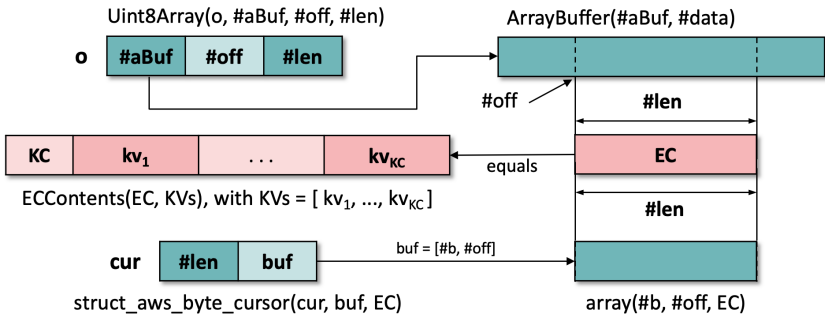 Uint8Array(o, #aBuf, #off, #len)
ArrayBuffer(#aBuf, #data)
o #aBuf #off #len
#off
#len
KC kv1 . . . kvKC
equals
EC
ECContents(EC, KVs), with KVs = [ kv1, ..., kvKC ]
#len
cur #len buf
buf = [#b, #off]
struct_aws_byte_cursor(cur, buf, EC)
array(#b, #off, EC)